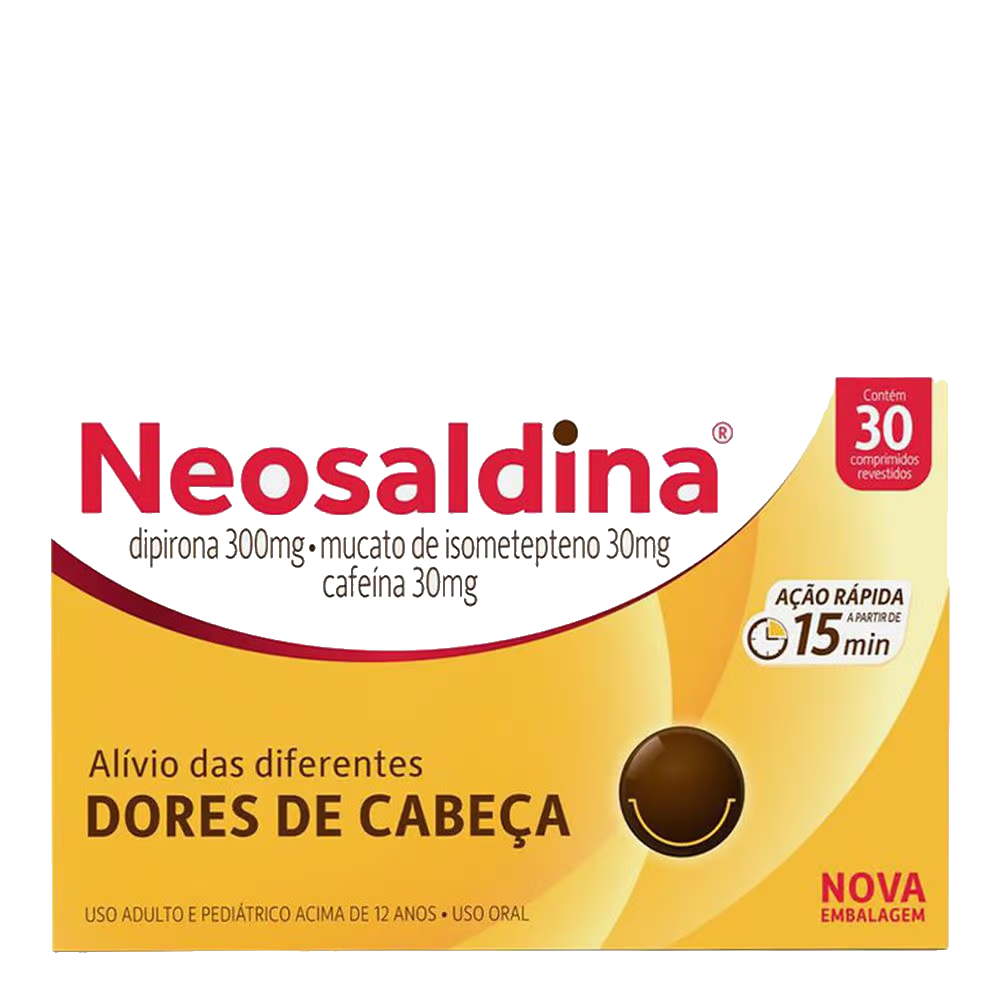 Contém
30
comprimidos
revestidos
Neosaldina®
dipirona 300mg • mucato de isometepteno 30mg
cafeína 30mg
AÇÃO RÁPIDA
A PARTIR DE
15 min
Alívio das diferentes
DORES DE CABEÇA
NOVA
EMBALAGEM
USO ADULTO E PEDIÁTRICO ACIMA DE 12 ANOS • USO ORAL